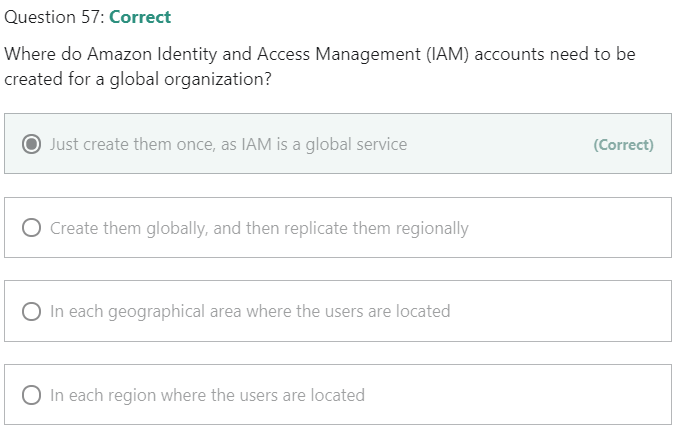 Question 57: Correct
Where do Amazon Identity and Access Management (IAM) accounts need to be
created for a global organization?
Just create them once, as IAM is a global service (Correct)
Create them globally, and then replicate them regionally
In each geographical area where the users are located
In each region where the users are located